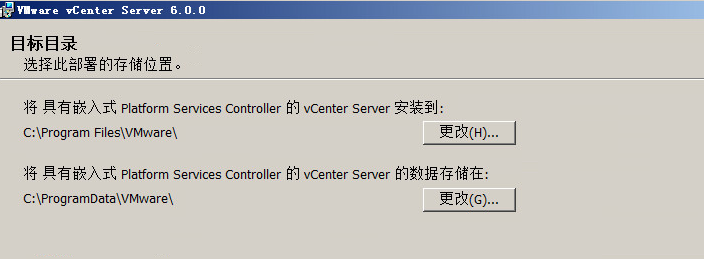 VMware vCenter Server 6.0.0
目标目录
选择此部署的存储位置。
将 具有嵌入式 Platform Services Controller 的 vCenter Server 安装到:
C:\Program Files\VMware\
更改(H)...
将 具有嵌入式 Platform Services Controller 的 vCenter Server 的数据存储在:
C:\ProgramData\VMware\
更改(G)...